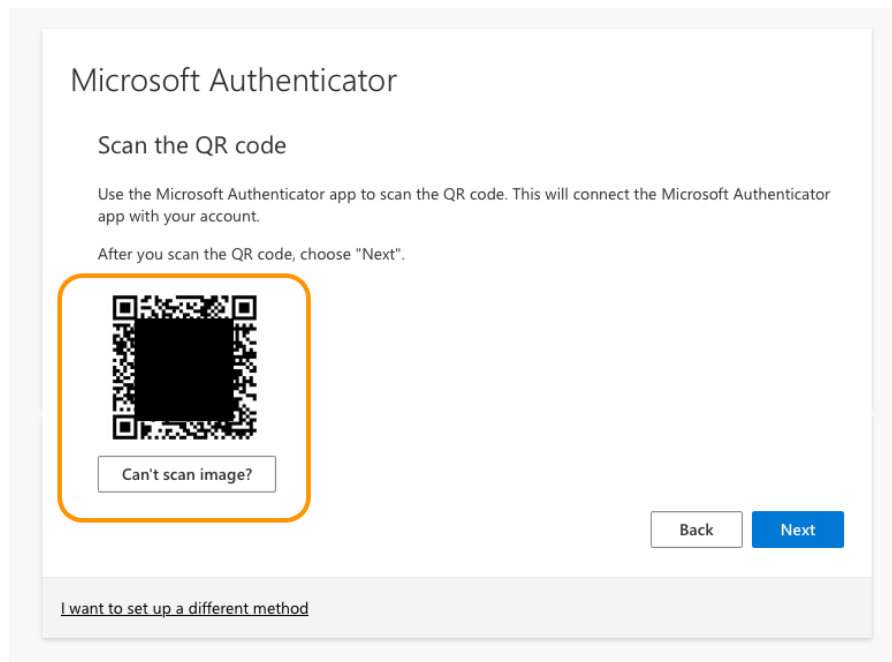 Microsoft Authenticator
Scan the QR code
Use the Microsoft Authenticator app to scan the QR code. This will connect the Microsoft Authenticator
app with your account.
After you scan the QR code, choose "Next".
Can't scan image?
Back
Next
I want to set up a different method